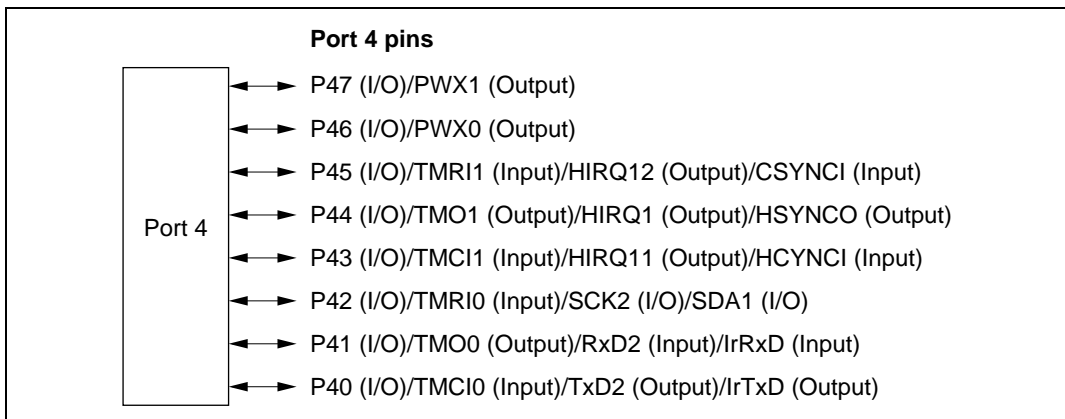 Port 4 pins
P47 (I/O)/PWX1 (Output)
P46 (I/O)/PWX0 (Output)
P45 (I/O)/TMRI1 (Input)/HIRQ12 (Output)/CSYNCI (Input)
Port 4
P44 (I/O)/TMO1 (Output)/HIRQ1 (Output)/HSYNCO (Output)
P43 (I/O)/TMCI1 (Input)/HIRQ11 (Output)/HCYNCI (Input)
P42 (I/O)/TMRI0 (Input)/SCK2 (I/O)/SDA1 (I/O)
P41 (I/O)/TMO0 (Output)/RxD2 (Input)/IrRxD (Input)
P40 (I/O)/TMCI0 (Input)/TxD2 (Output)/IrTxD (Output)